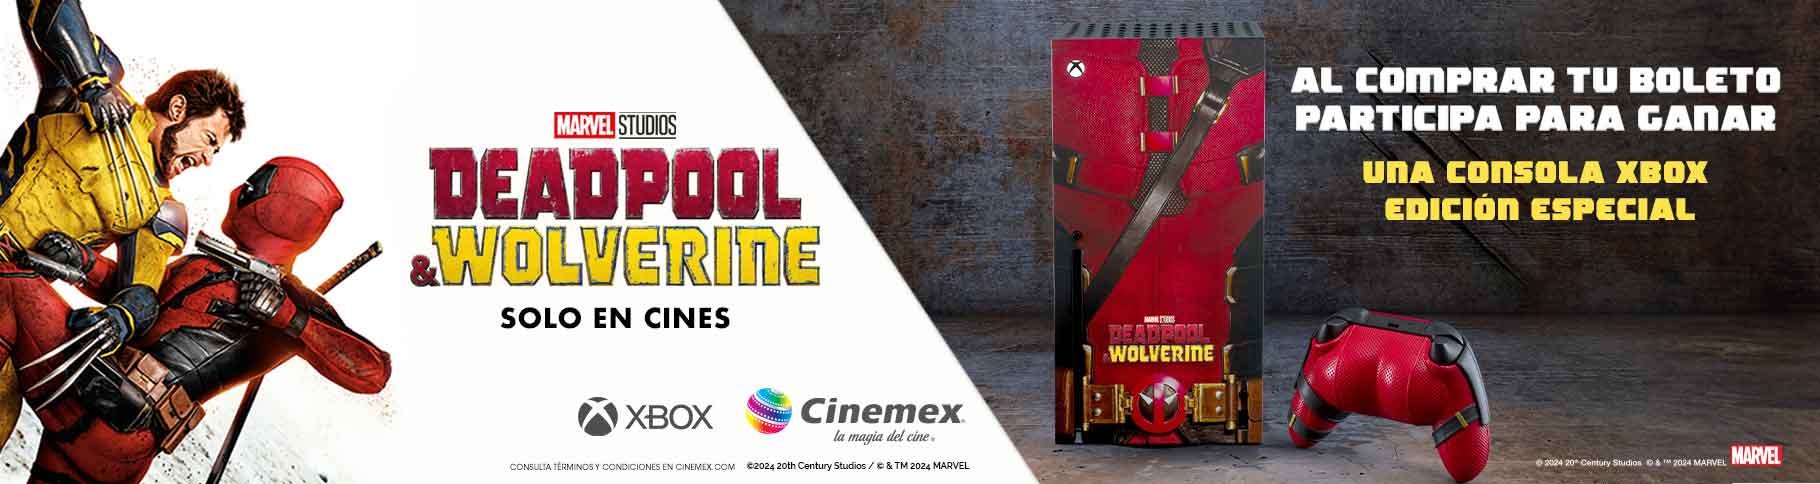 MARVEL STUDIOS
DEADPOOL
&WOLVERINE
SOLO EN CINES
XBOX
Cinemex®
la magia del cine®
CONSULTA TÉRMINOS Y CONDICIONES EN CINEMEX.COM
©2024 20th Century Studios / © & TM 2024 MARVEL
MARVEL STUDIOS
DEADPOOL
& WOLVERINE
AL COMPRAR TU BOLETO
PARTICIPA PARA GANAR
UNA CONSOLA XBOX
EDICIÓN ESPECIAL
© 2024 20th Century Studios © & ™ 2024 MARVEL
MARVEL